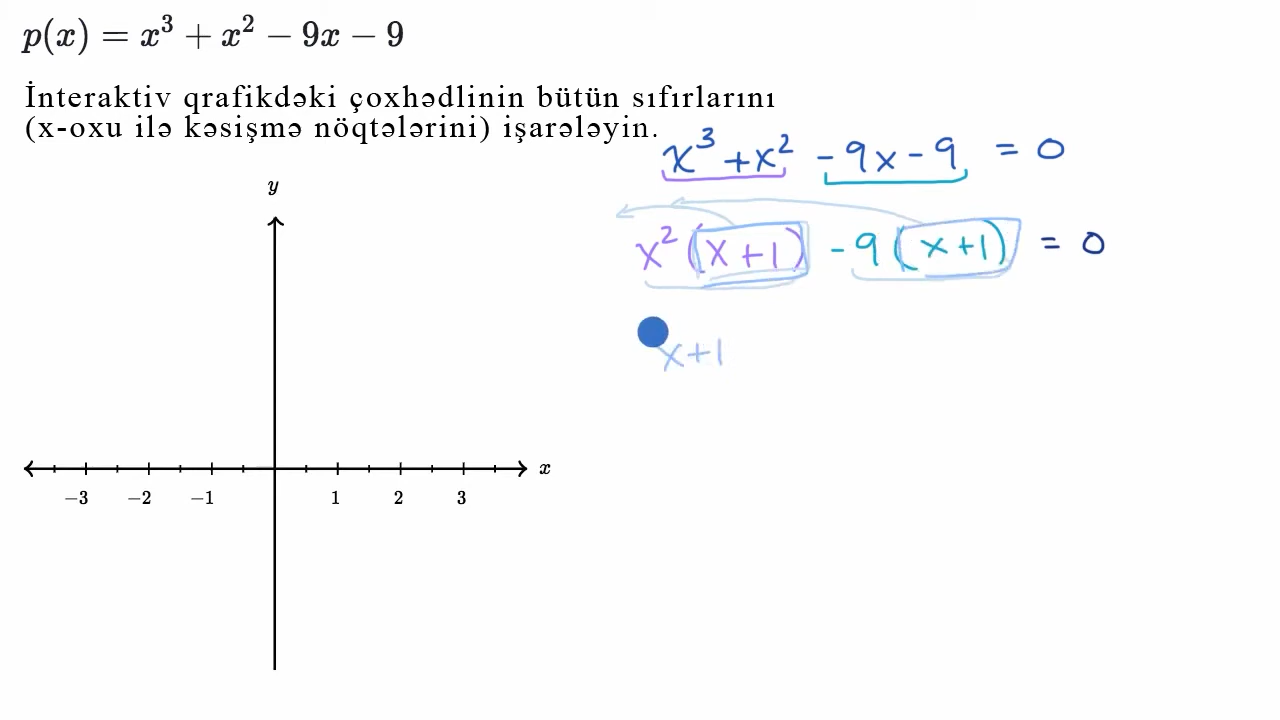 p(x) = x³ + x² − 9x − 9
İnteraktiv qrafikdəki çoxhədlinin bütün sıfırlarını
(x-oxu ilə kəsişmə nöqtələrini) işarələyin.
x³ + x² - 9x - 9 = 0
x² (x + 1) - 9 (x + 1) = 0
x + 1
y
x
−3 −2 −1 1 2 3